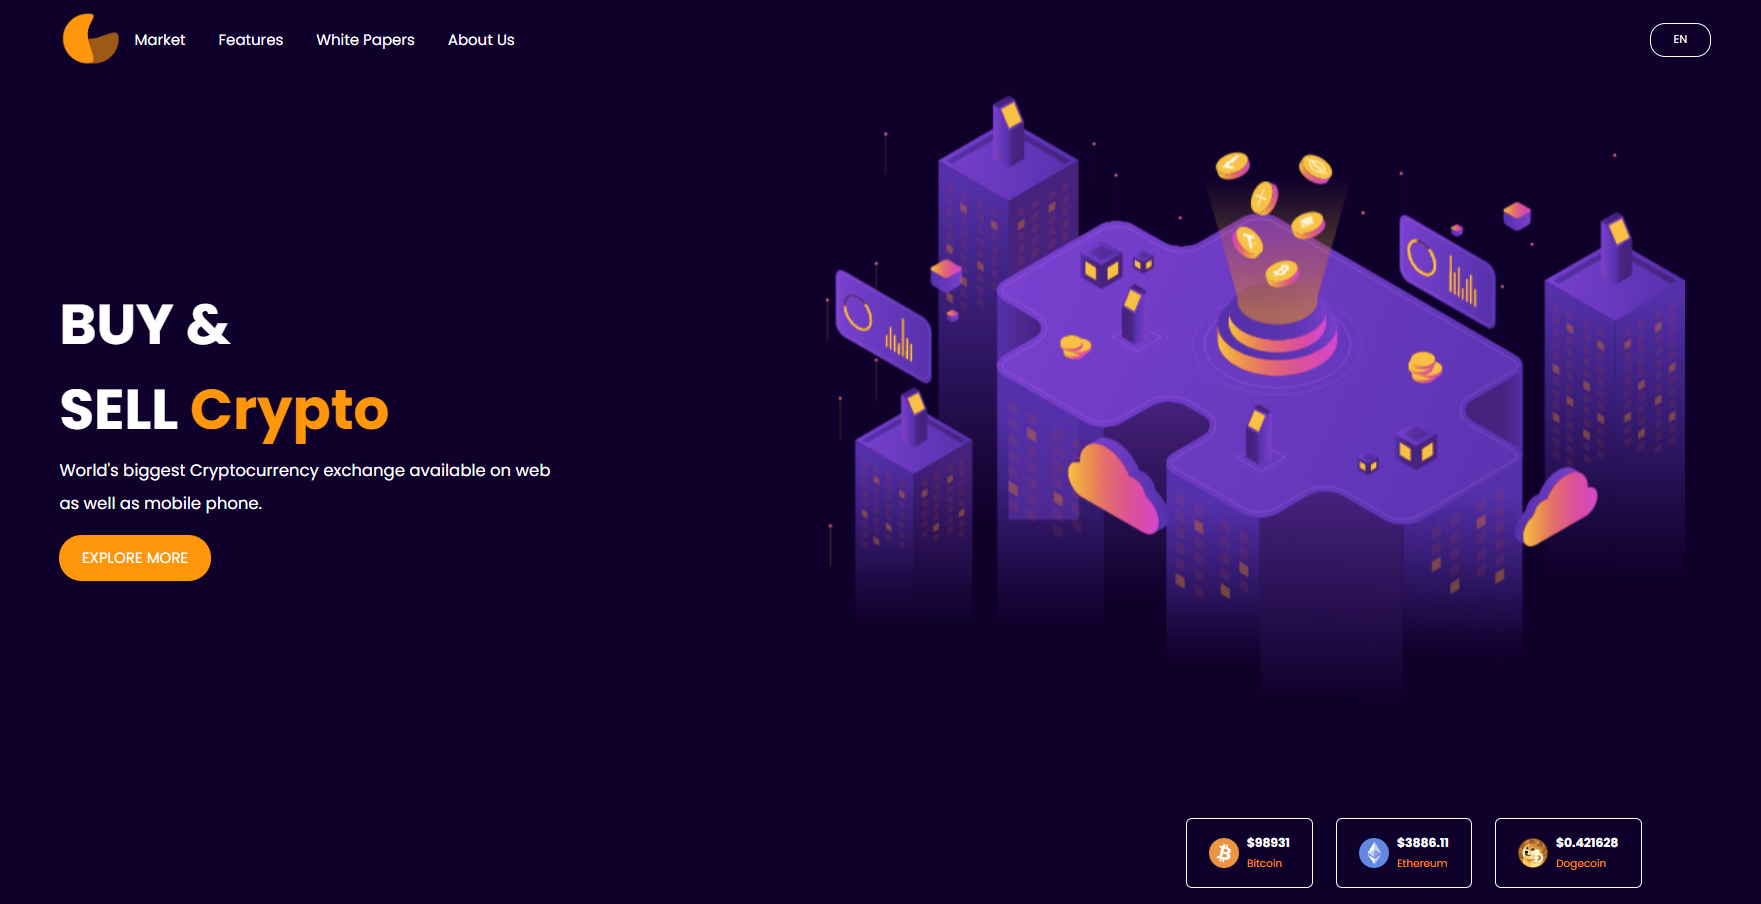 Market
Features
White Papers
About Us
EN
BUY &
SELL Crypto
World's biggest Cryptocurrency exchange available on web
as well as mobile phone.
EXPLORE MORE
$98931
Bitcoin
$3886.11
Ethereum
$0.421628
Dogecoin